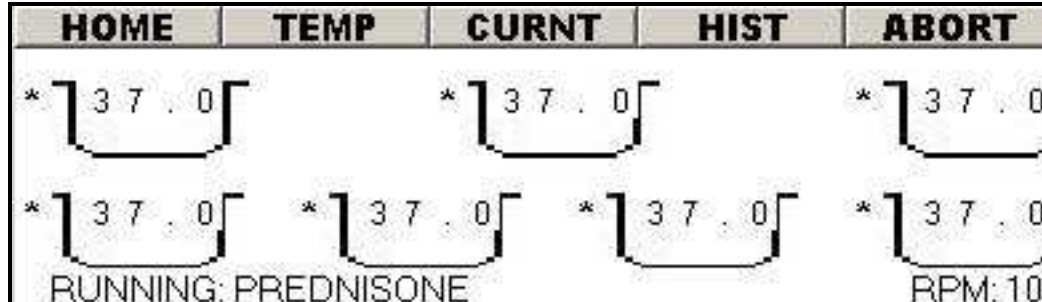 HOME TEMP CURNT HIST ABORT
* 37.0 * 37.0 * 37.0
* 37.0 * 37.0 * 37.0 * 37.0
RUNNING: PREDNISONE RPM: 10